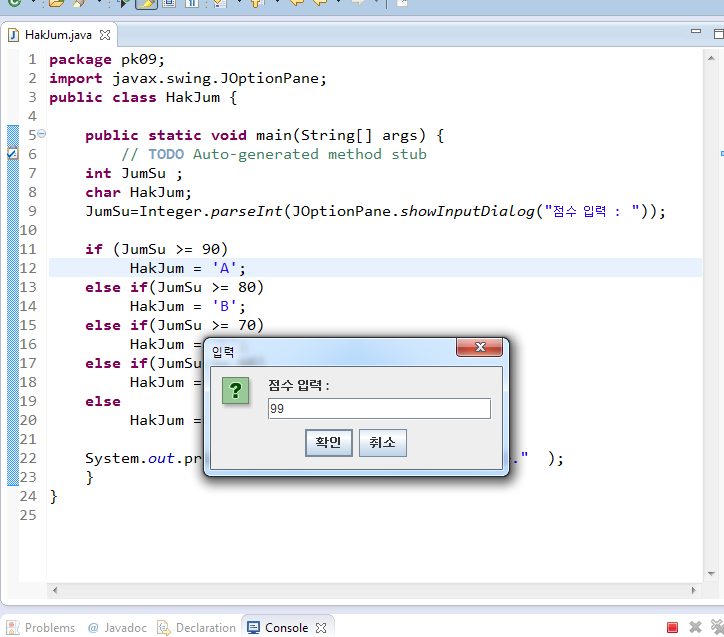 HakJum.java
1 package pk09;
2 import javax.swing.JOptionPane;
3 public class HakJum {
4
5 public static void main(String[] args) {
6 // TODO Auto-generated method stub
7 int JumSu ;
8 char HakJum;
9 JumSu=Integer.parseInt(JOptionPane.showInputDialog("점수 입력 : "));
10
11 if (JumSu >= 90)
12 HakJum = 'A';
13 else if(JumSu >= 80)
14 HakJum = 'B';
15 else if(JumSu >= 70)
16 HakJum =
17 else if(JumSu
18 HakJum =
19 else
20 HakJum =
21
22 System.out.pr ." );
23 }
24 }
25
입력
점수 입력 :
99
확인 취소
Problems @ Javadoc Declaration Console